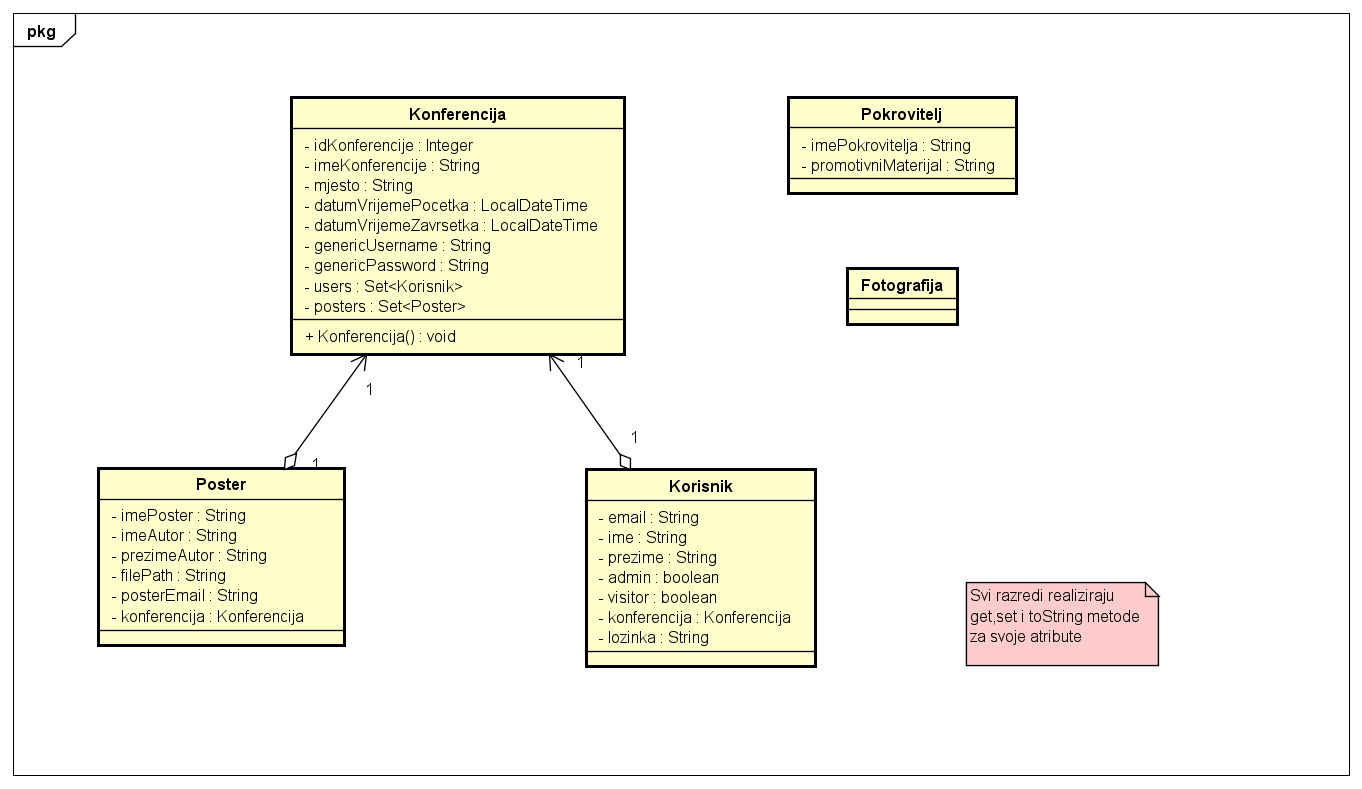 pkg
Konferencija
- idKonferencije : Integer
- imeKonferencije : String
- mjesto : String
- datumVrijemePocetka : LocalDateTime
- datumVrijemeZavrsetka : LocalDateTime
- genericUsername : String
- genericPassword : String
- users : Set<Korisnik>
- posters : Set<Poster>
+ Konferencija() : void
Pokrovitelj
- imePokrovitelja : String
- promotivniMaterijal : String
Fotografija
1
1
1
1
Poster
- imePoster : String
- imeAutor : String
- prezimeAutor : String
- filePath : String
- posterEmail : String
- konferencija : Konferencija
Korisnik
- email : String
- ime : String
- prezime : String
- admin : boolean
- visitor : boolean
- konferencija : Konferencija
- lozinka : String
Svi razredi realiziraju
get,set i toString metode
za svoje atribute